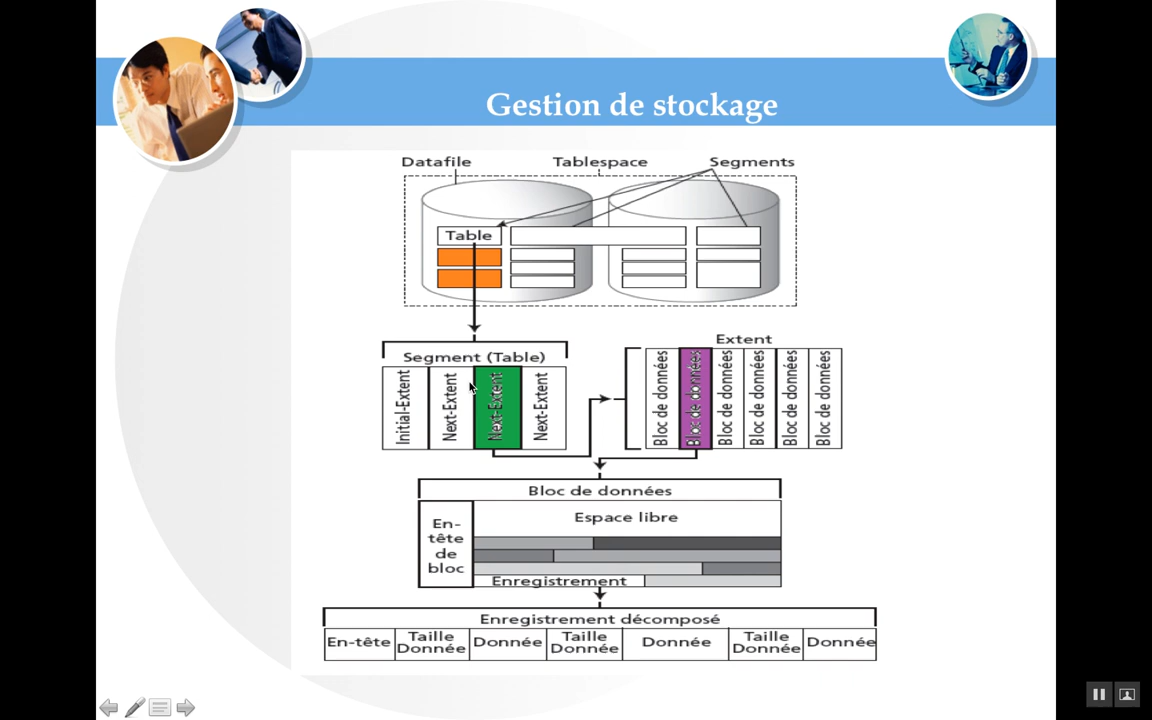 Gestion de stockage
Datafile
Tablespace
Segments
Table
Segment (Table)
Initial-Extent
Next-Extent
Next-Extent
Next-Extent
Extent
Bloc de données
Bloc de données
Bloc de données
Bloc de données
Bloc de données
Bloc de données
Bloc de données
En-
tête
de
bloc
Espace libre
Enregistrement
Enregistrement décomposé
En-tête
Taille
Donnée
Donnée
Taille
Donnée
Donnée
Taille
Donnée
Donnée